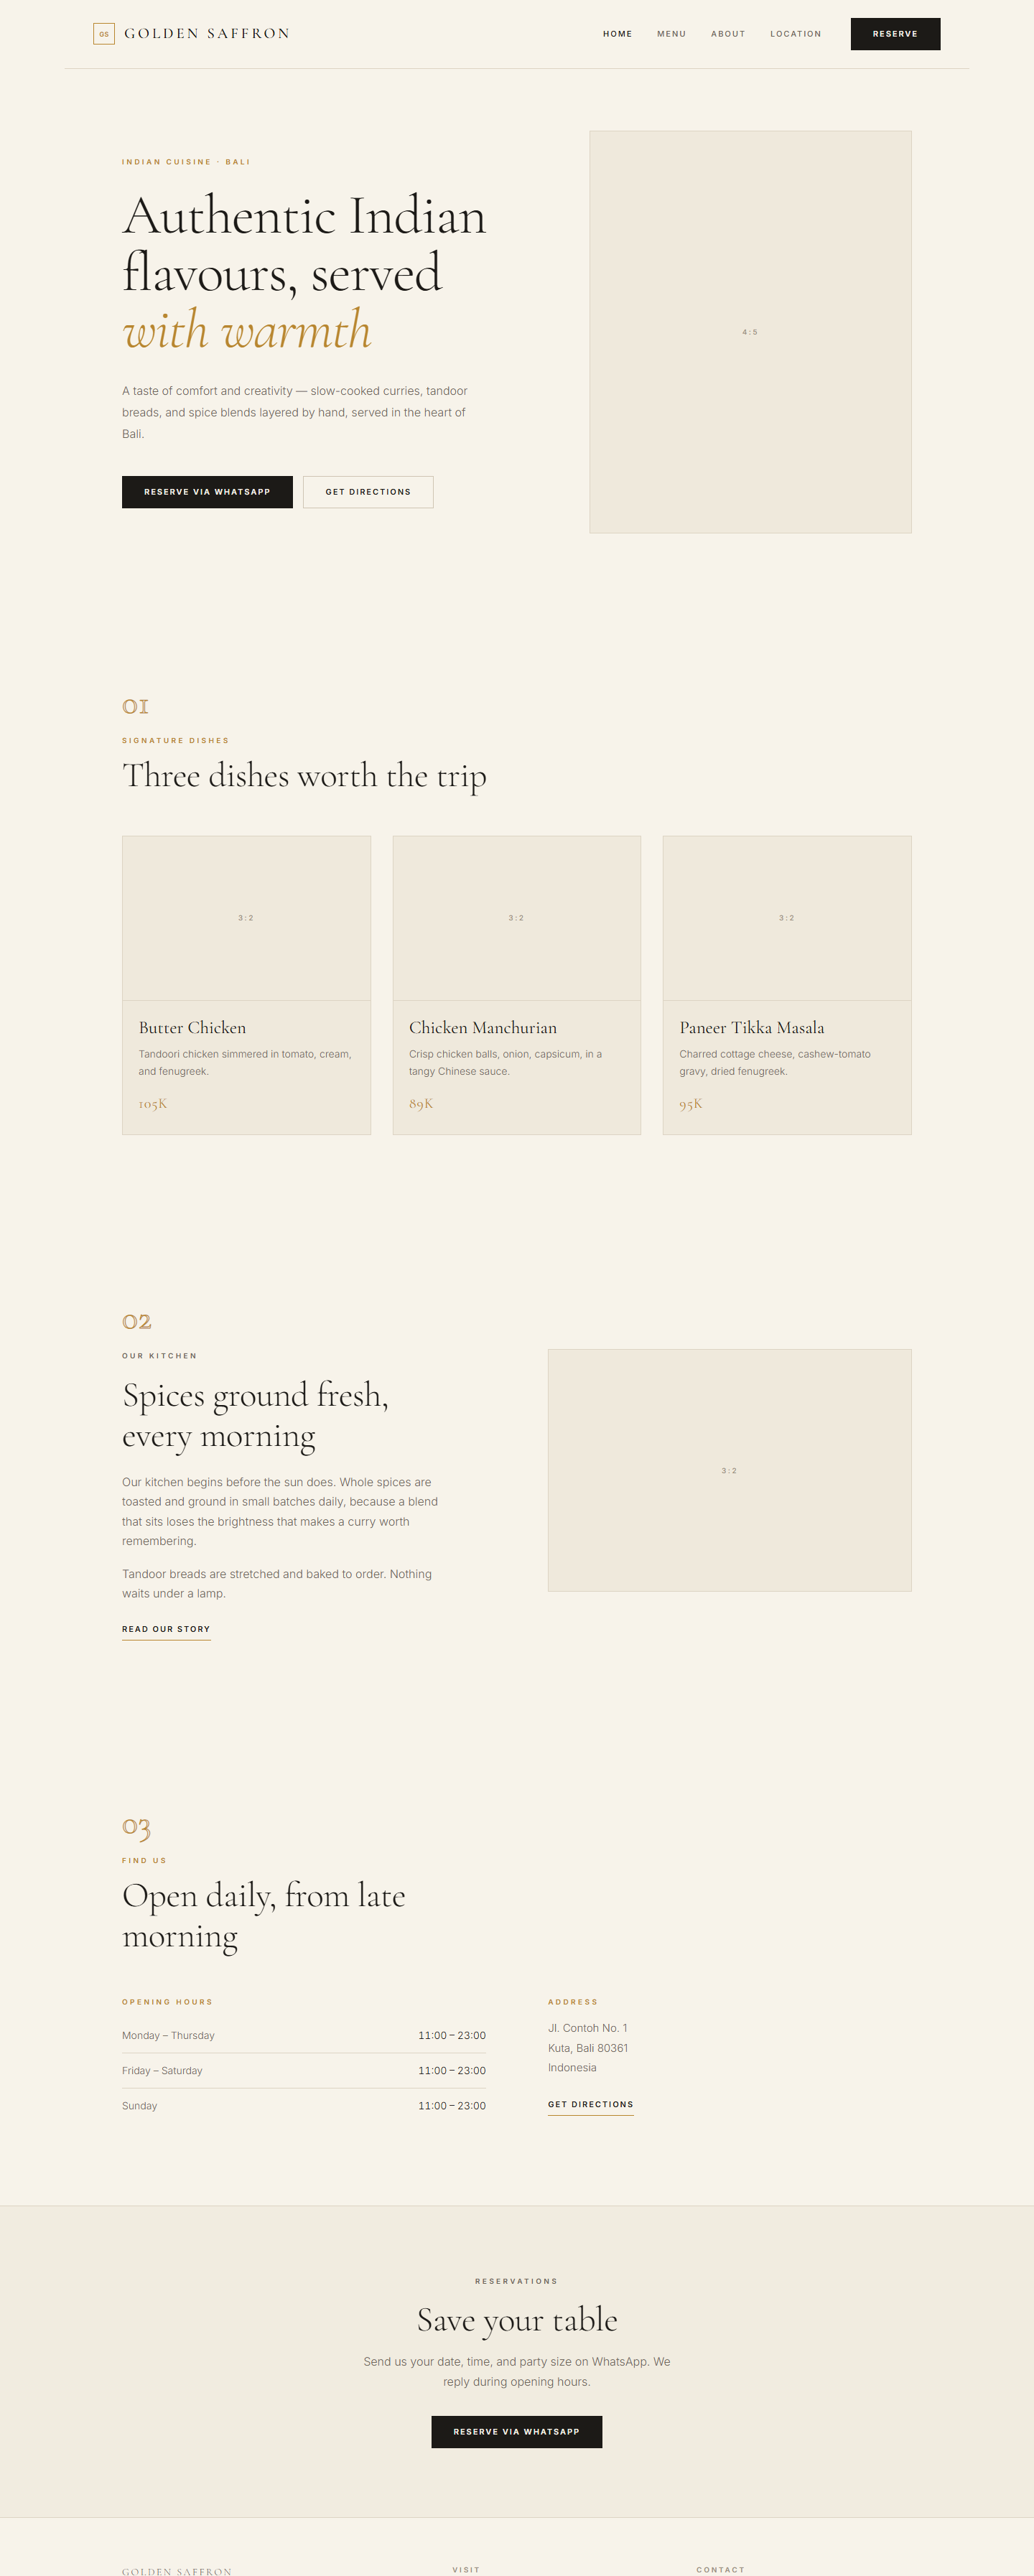 GS GOLDEN SAFFRON
HOME MENU ABOUT LOCATION RESERVE
INDIAN CUISINE · BALI
Authentic Indian
flavours, served
with warmth
A taste of comfort and creativity — slow-cooked curries, tandoor
breads, and spice blends layered by hand, served in the heart of
Bali.
RESERVE VIA WHATSAPP GET DIRECTIONS
4:5
01
SIGNATURE DISHES
Three dishes worth the trip
3:2
Butter Chicken
Tandoori chicken simmered in tomato, cream,
and fenugreek.
105K
3:2
Chicken Manchurian
Crisp chicken balls, onion, capsicum, in a
tangy Chinese sauce.
89K
3:2
Paneer Tikka Masala
Charred cottage cheese, cashew-tomato
gravy, dried fenugreek.
95K
02
OUR KITCHEN
Spices ground fresh,
every morning
Our kitchen begins before the sun does. Whole spices are
toasted and ground in small batches daily, because a blend
that sits loses the brightness that makes a curry worth
remembering.
Tandoor breads are stretched and baked to order. Nothing
waits under a lamp.
READ OUR STORY
3:2
03
FIND US
Open daily, from late
morning
OPENING HOURS
Monday – Thursday 11:00 – 23:00
Friday – Saturday 11:00 – 23:00
Sunday 11:00 – 23:00
ADDRESS
Jl. Contoh No. 1
Kuta, Bali 80361
Indonesia
GET DIRECTIONS
RESERVATIONS
Save your table
Send us your date, time, and party size on WhatsApp. We
reply during opening hours.
RESERVE VIA WHATSAPP
GOLDEN SAFFRON VISIT CONTACT